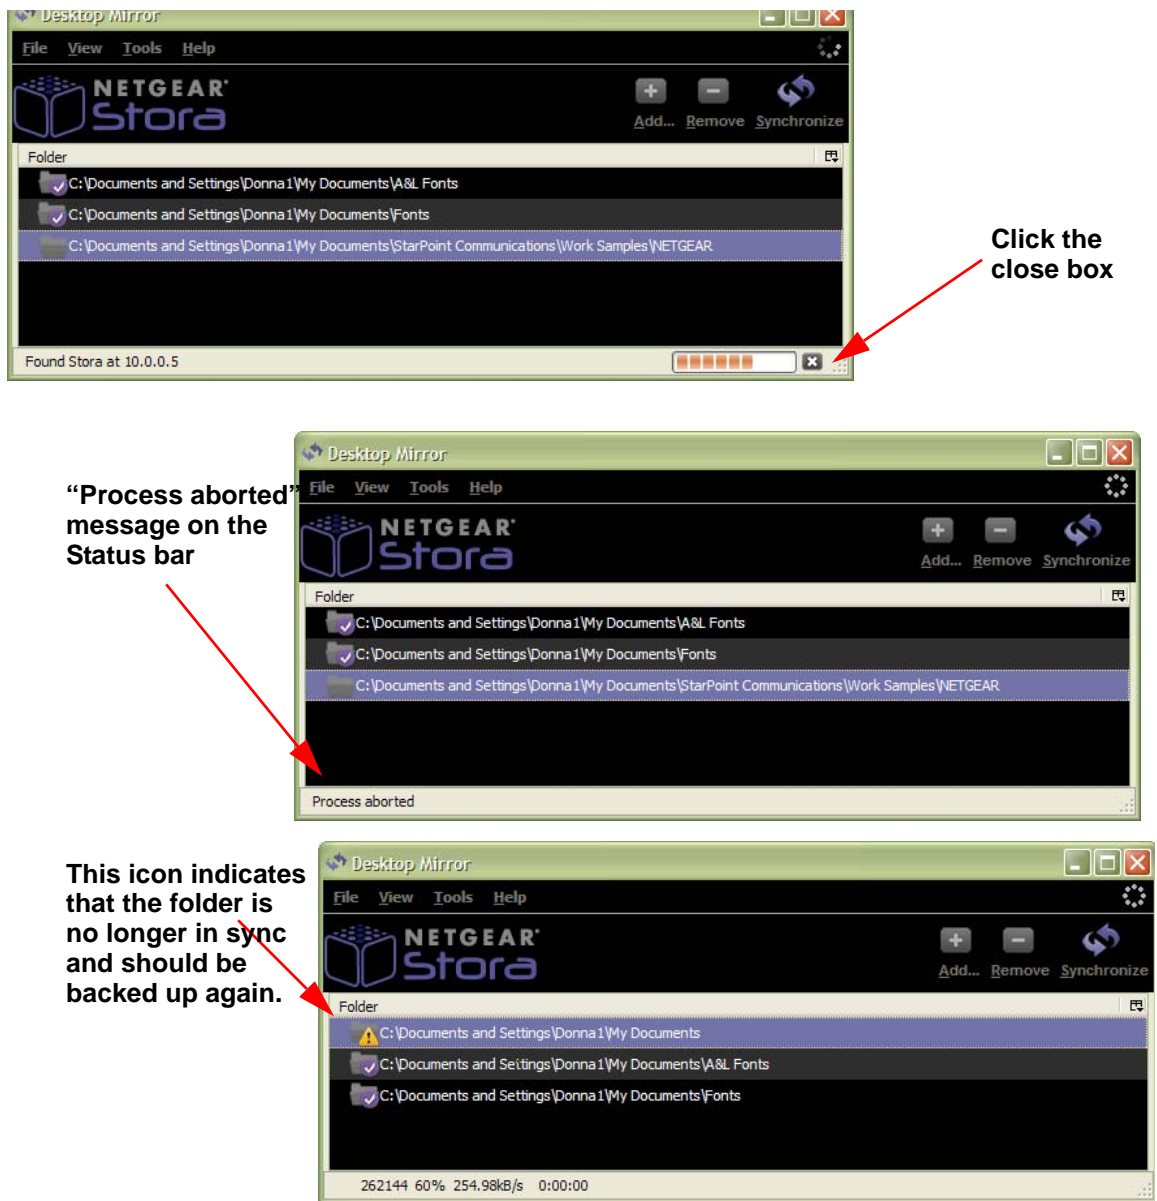 Desktop Mirror
File View Tools Help
NETGEAR
Stora
Add... Remove Synchronize
Folder
C:\Documents and Settings\Donna1\My Documents\A&L Fonts
C:\Documents and Settings\Donna1\My Documents\Fonts
C:\Documents and Settings\Donna1\My Documents\StarPoint Communications\Work Samples\NETGEAR
Found Stora at 10.0.0.5
Click the
close box
“Process aborted”
message on the
Status bar
Desktop Mirror
File View Tools Help
NETGEAR
Stora
Add... Remove Synchronize
Folder
C:\Documents and Settings\Donna1\My Documents\A&L Fonts
C:\Documents and Settings\Donna1\My Documents\Fonts
C:\Documents and Settings\Donna1\My Documents\StarPoint Communications\Work Samples\NETGEAR
Process aborted
This icon indicates
that the folder is
no longer in sync
and should be
backed up again.
Desktop Mirror
File View Tools Help
NETGEAR
Stora
Add... Remove Synchronize
Folder
C:\Documents and Settings\Donna1\My Documents
C:\Documents and Settings\Donna1\My Documents\A&L Fonts
C:\Documents and Settings\Donna1\My Documents\Fonts
262144 60% 254.98kB/s 0:00:00